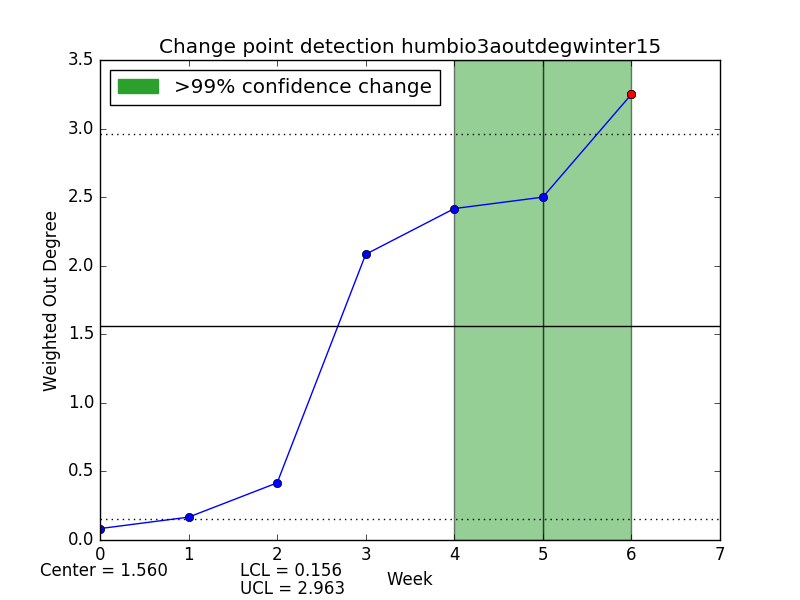 Change point detection humbio3aoutdegwinter15
>99% confidence change
3.5
3.0
2.5
2.0
1.5
1.0
0.5
0.0
Weighted Out Degree
0 1 2 3 4 5 6 7
Week
Center = 1.560
LCL = 0.156
UCL = 2.963